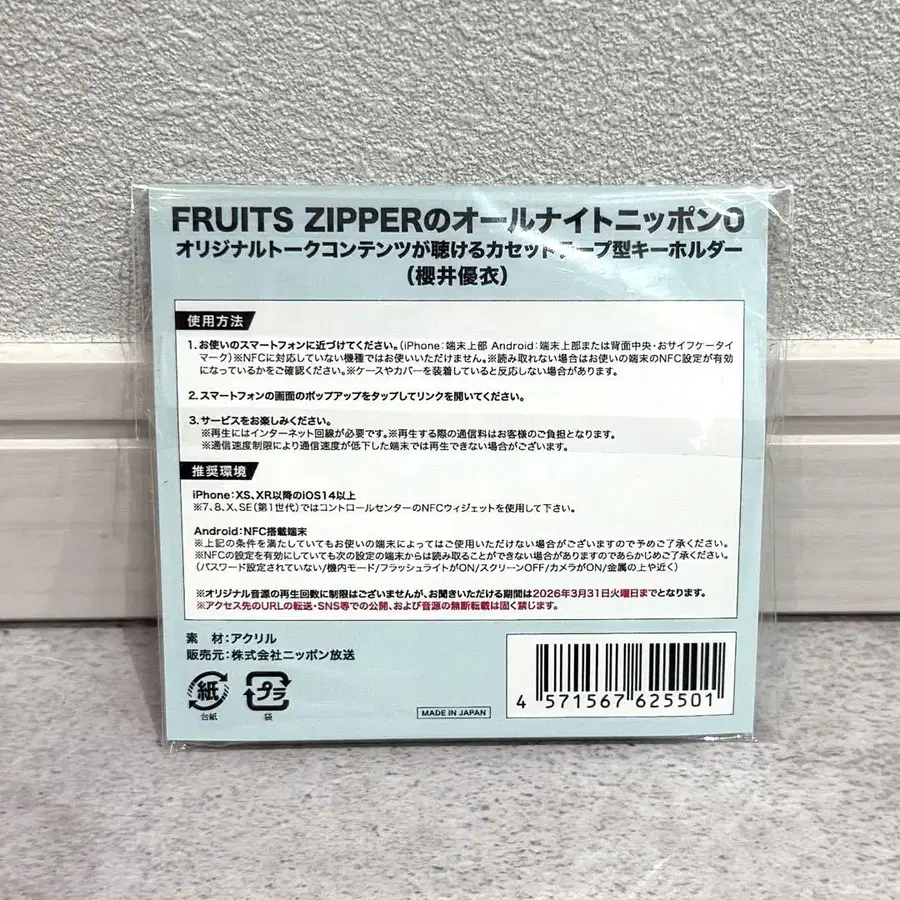 FRUITS ZIPPERのオールナイトニッポン0
オリジナルトークコンテンツが聴けるカセットテープ型キーホルダー
（櫻井優衣）
使用方法
1.お使いのスマートフォンに近づけてください。（iPhone：端末上部 Android：端末上部または背面中央・おサイフケータイ
マーク）※NFCに対応していない機種ではお使いいただけません。※読み取れない場合はお使いの端末のNFC設定が有効
になっているかをご確認ください。※ケースやカバーを装着していると反応しない場合があります。
2.スマートフォンの画面のポップアップをタップしてリンクを開いてください。
3.サービスをお楽しみください。
※再生にはインターネット回線が必要です。※再生する際の通信料はお客様のご負担となります。
※通信速度制限により通信速度が低下した端末では再生できない場合がございます。
推奨環境
iPhone：XS、XR以降のiOS14以上
※7、8、X、SE（第1世代）ではコントロールセンターのNFCウィジェットを使用して下さい。
Android：NFC搭載端末
※上記の条件を満たしていてもお使いの端末によってはご使用いただけない場合がございますので予めご了承ください。
※NFCの設定を有効にしていても次の設定の端末からは読み取ることができない場合がありますのであらかじめご了承ください。
（パスワード設定されていない/機内モード/フラッシュライトがON/スクリーンOFF/カメラがON/金属の上や近く）
※オリジナル音源の再生回数に制限はございませんが、お聞きいただける期間は2026年3月31日火曜日までとなります。
※アクセス先のURLの転送・SNS等での公開、および音源の無断転載は固く禁じます。
素 材：アクリル
販売元：株式会社ニッポン放送
紙
台紙
プラ
袋
MADE IN JAPAN
4 571567 625501